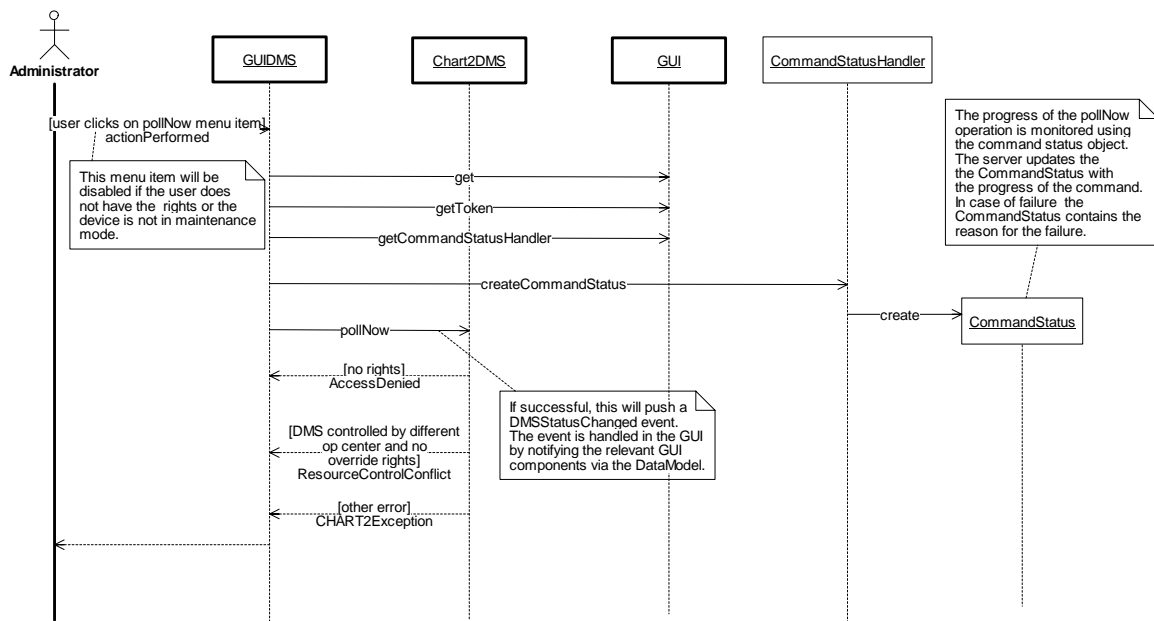 Administrator
GUIDMS
Chart2DMS
GUI
CommandStatusHandler
The progress of the pollNow
operation is monitored using
the command status object.
The server updates the
the CommandStatus with
the progress of the command.
In case of failure  the
CommandStatus contains the
reason for the failure.
[user clicks on pollNow menu item]
actionPerformed
This menu item will be
disabled if the user does
not have the  rights or the
device is not in maintenance
mode.
get
getToken
getCommandStatusHandler
createCommandStatus
create
CommandStatus
pollNow
[no rights]
AccessDenied
If successful, this will push a
DMSStatusChanged event.
The event is handled in the GUI
by notifying the relevant GUI
components via the DataModel.
[DMS controlled by different
op center and no
override rights]
ResourceControlConflict
[other error]
CHART2Exception